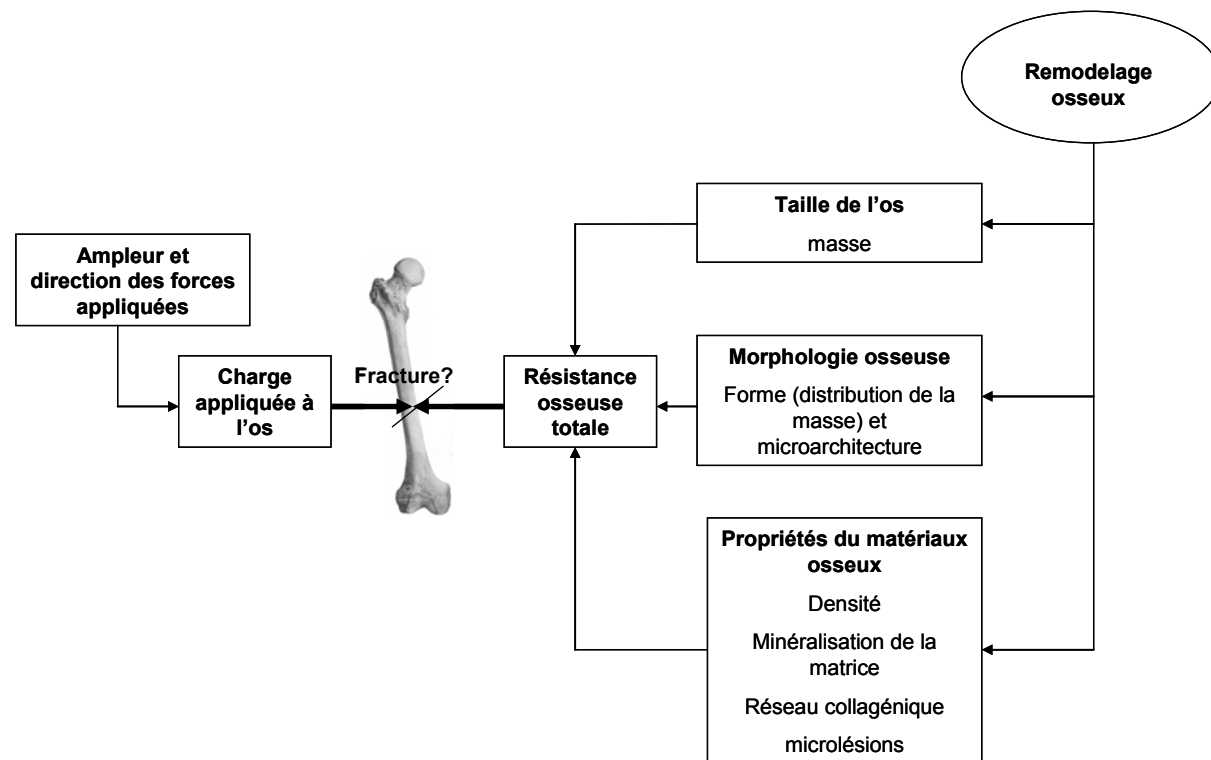 Remodelage
osseux
Taille de l'os
masse
Ampleur et
direction des forces
appliquées
Charge
appliquée à
l'os
Fracture?
Résistance
osseuse
totale
Morphologie osseuse
Forme (distribution de la
masse) et
microarchitecture
Propriétés du matériaux
osseux
Densité
Minéralisation de la
matrice
Réseau collagénique
microlésions